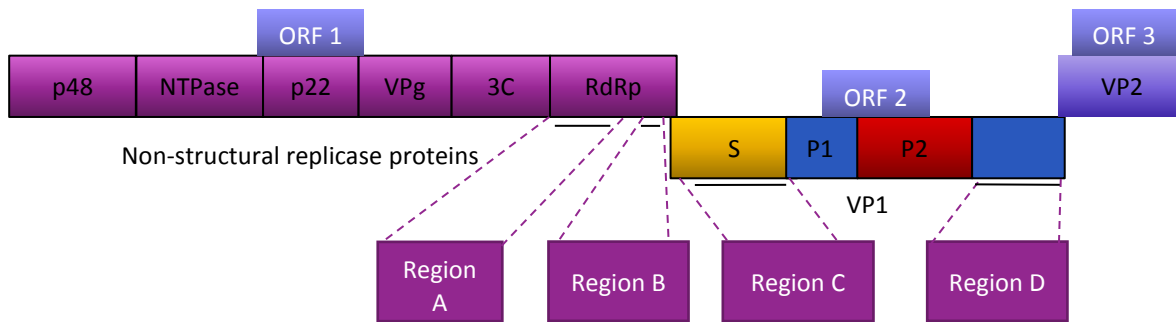 ORF 1
ORF 3
p48 NTPase p22 VPg 3C RdRp VP2
ORF 2
Non-structural replicase proteins
S P1 P2
VP1
Region A
Region B
Region C
Region D